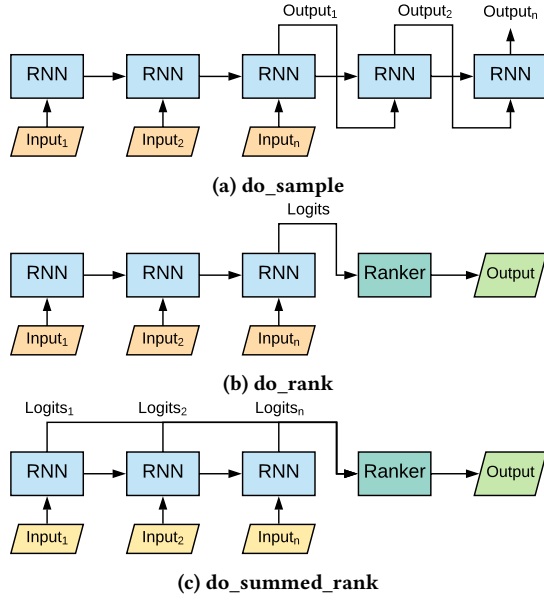 Output₁ Output₂ Outputₙ
RNN RNN RNN RNN RNN
Input₁ Input₂ Inputₙ
(a) do_sample
Logits
RNN RNN RNN Ranker Output
Input₁ Input₂ Inputₙ
(b) do_rank
Logits₁ Logits₂ Logitsₙ
RNN RNN RNN Ranker Output
Input₁ Input₂ Inputₙ
(c) do_summed_rank